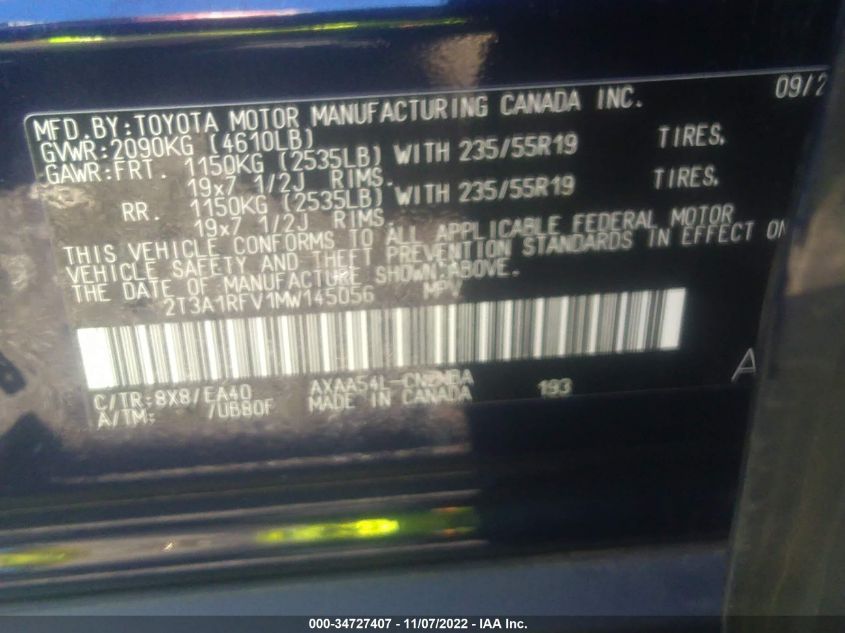 09/2
MFD.BY:TOYOTA MOTOR MANUFACTURING CANADA INC.
GVWR:2090KG (4610LB)
GAWR:FRT. 1150KG (2535LB) WITH 235/55R19 TIRES.
19x7 1/2J RIMS.
RR. 1150KG (2535LB) WITH 235/55R19 TIRES.
19x7 1/2J RIMS.
THIS VEHICLE CONFORMS TO ALL APPLICABLE FEDERAL MOTOR
VEHICLE SAFETY AND THEFT PREVENTION STANDARDS IN EFFECT ON
THE DATE OF MANUFACTURE SHOWN ABOVE.
2T3A1RFV1MW145056 MPV
A
C/TR:8X8/EA40 193
A/TM: /UB80F MADE IN CANADA
000-34727407 - 11/07/2022 - IAA Inc.